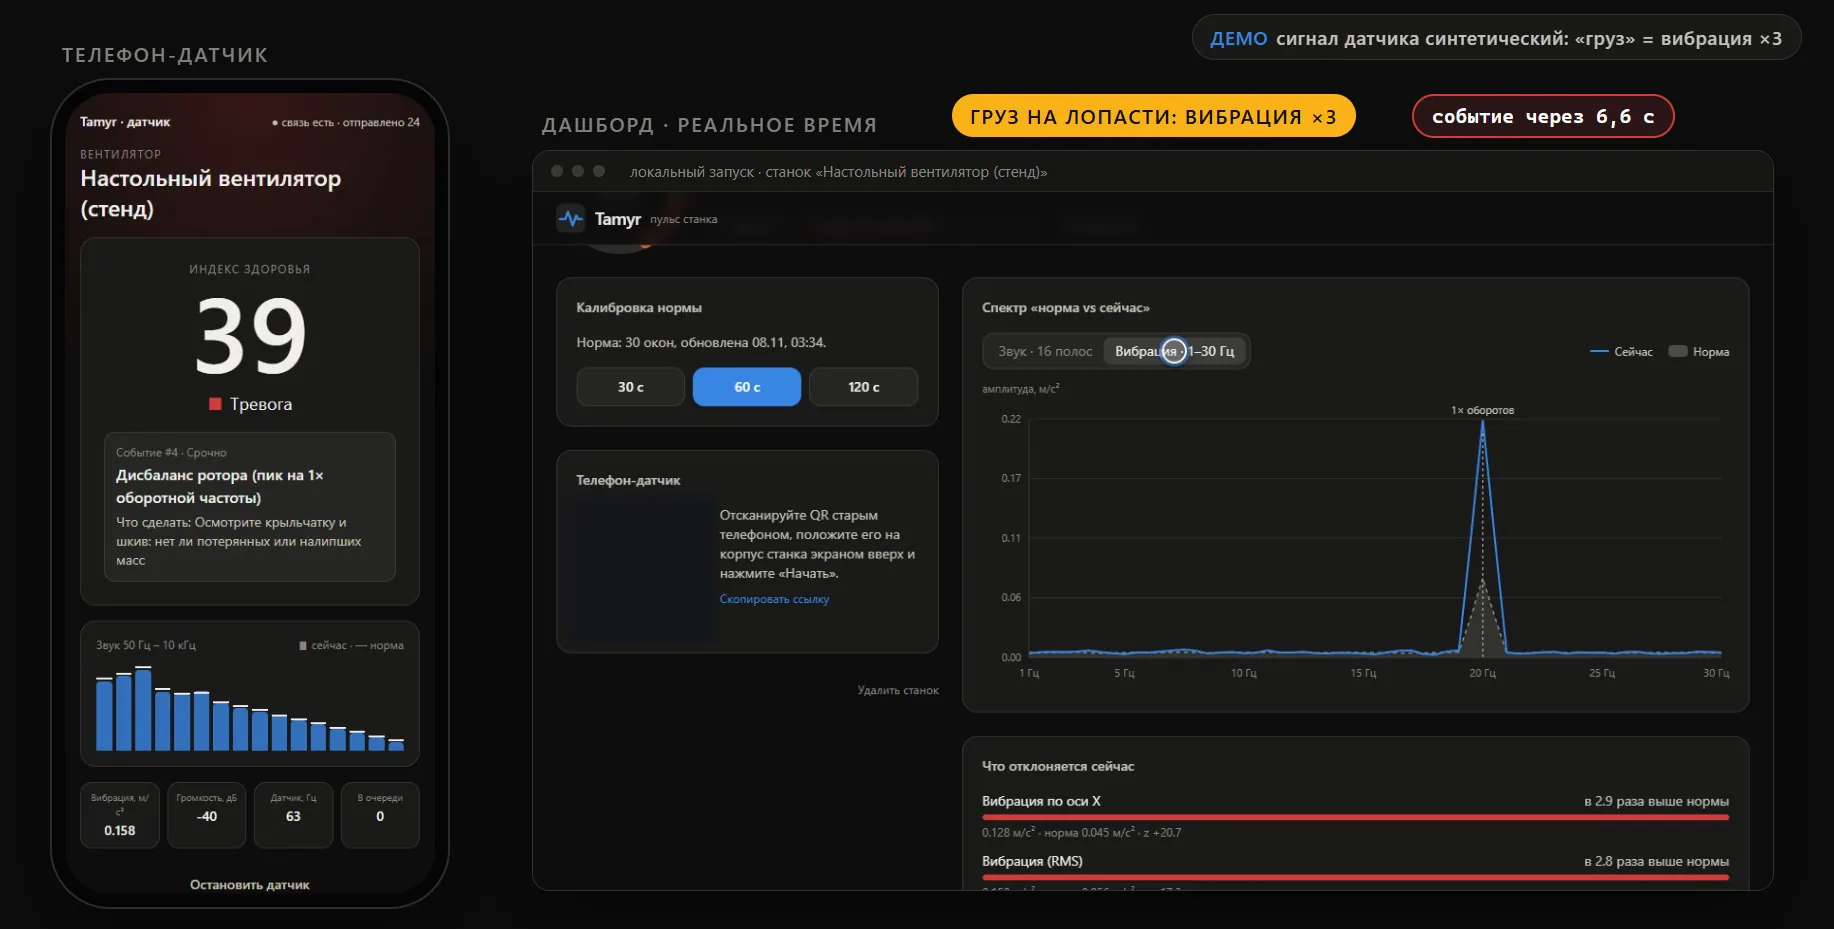 ТЕЛЕФОН-ДАТЧИК
ДЕМО сигнал датчика синтетический: «груз» = вибрация ×3
Tamyr · датчик
● связь есть · отправлено 24
ВЕНТИЛЯТОР
Настольный вентилятор
(стенд)
ИНДЕКС ЗДОРОВЬЯ
39
Тревога
Событие #4 · Срочно
Дисбаланс ротора (пик на 1×
оборотной частоты)
Что сделать: Осмотрите крыльчатку и
шкив: нет ли потерянных или налипших
масс
Звук 50 Гц – 10 кГц
сейчас · — норма
Вибрация, м/
с²
0.158
Громкость, дБ
-40
Датчик, Гц
63
В очереди
0
Остановить датчик
ДАШБОРД · РЕАЛЬНОЕ ВРЕМЯ
ГРУЗ НА ЛОПАСТИ: ВИБРАЦИЯ ×3
событие через 6,6 с
локальный запуск · станок «Настольный вентилятор (стенд)»
Tamyr пульс станка
Калибровка нормы
Норма: 30 окон, обновлена 08.11, 03:34.
30 с
60 с
120 с
Телефон-датчик
Отсканируйте QR старым
телефоном, положите его на
корпус станка экраном вверх и
нажмите «Начать».
Скопировать ссылку
Удалить станок
Спектр «норма vs сейчас»
Звук · 16 полос
Вибрация · 1–30 Гц
Сейчас
Норма
амплитуда, м/с²
1× оборотов
0.22
0.17
0.11
0.06
0.00
1 Гц
5 Гц
10 Гц
15 Гц
20 Гц
25 Гц
30 Гц
Что отклоняется сейчас
Вибрация по оси X
в 2.9 раза выше нормы
0.128 м/с² · норма 0.045 м/с² · z +20.7
Вибрация (RMS)
в 2.8 раза выше нормы